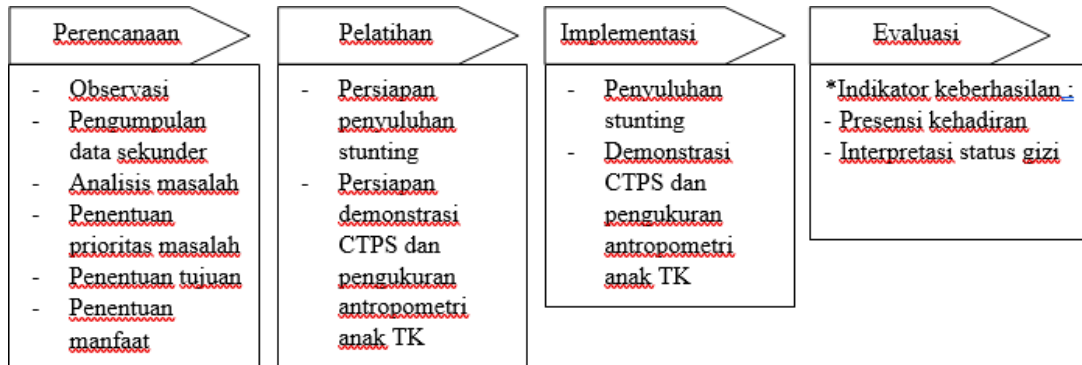 Perencanaan
- Observasi
- Pengumpulan
data sekunder
- Analisis masalah
- Penentuan
prioritas masalah
- Penentuan tujuan
- Penentuan
manfaat
Pelatihan
- Persiapan
penyuluhan
stunting
- Persiapan
demonstrasi
CTPS dan
pengukuran
antropometri
anak TK
Implementasi
- Penyuluhan
stunting
- Demonstrasi
CTPS dan
pengukuran
antropometri
anak TK
Evaluasi
*Indikator keberhasilan :
- Presensi kehadiran
- Interpretasi status gizi